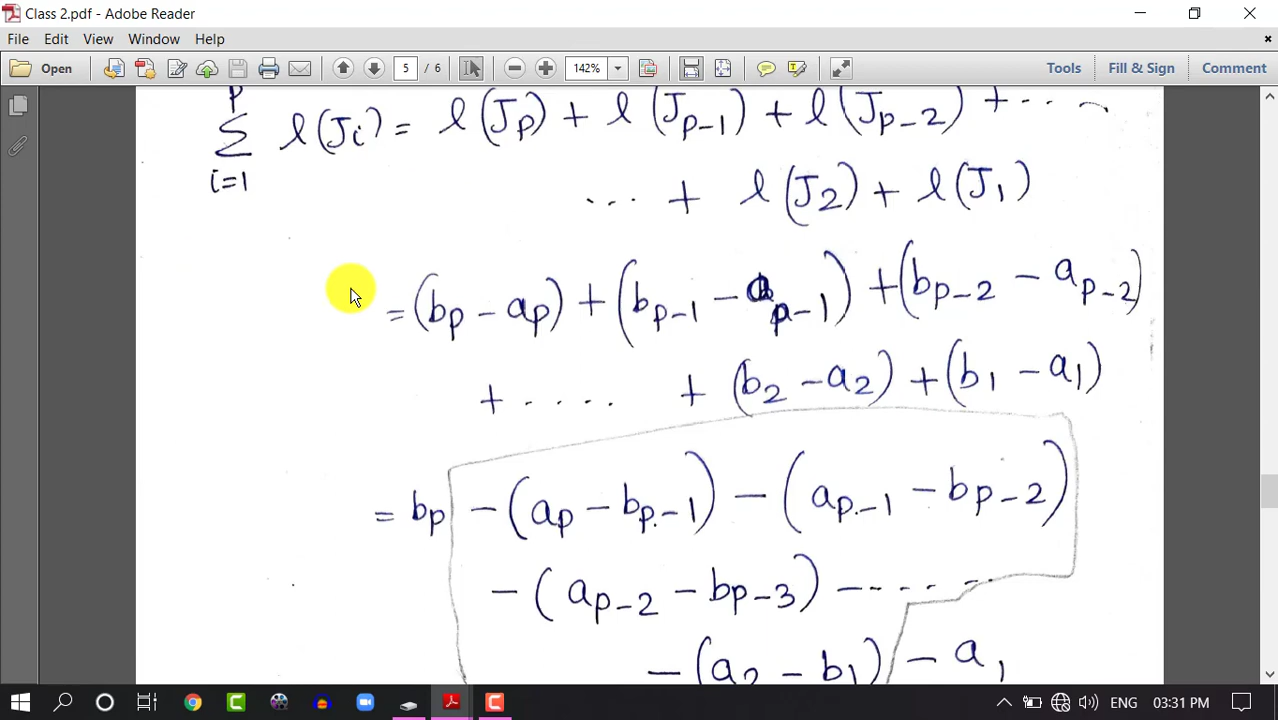 Class 2.pdf - Adobe Reader
File Edit View Window Help
Open 5 / 6 142% Tools Fill & Sign Comment
p
Σ l(Ji) = l(Jp) + l(Jp-1) + l(Jp-2) + ....
i=1
... + l(J2) + l(J1)
= (bp - ap) + (bp-1 - ap-1) + (bp-2 - ap-2)
+ .... + (b2 - a2) + (b1 - a1)
= bp - (ap - bp-1) - (ap-1 - bp-2)
- (ap-2 - bp-3) - - - - - -
- (a2 - b1) - a1
ENG 03:31 PM